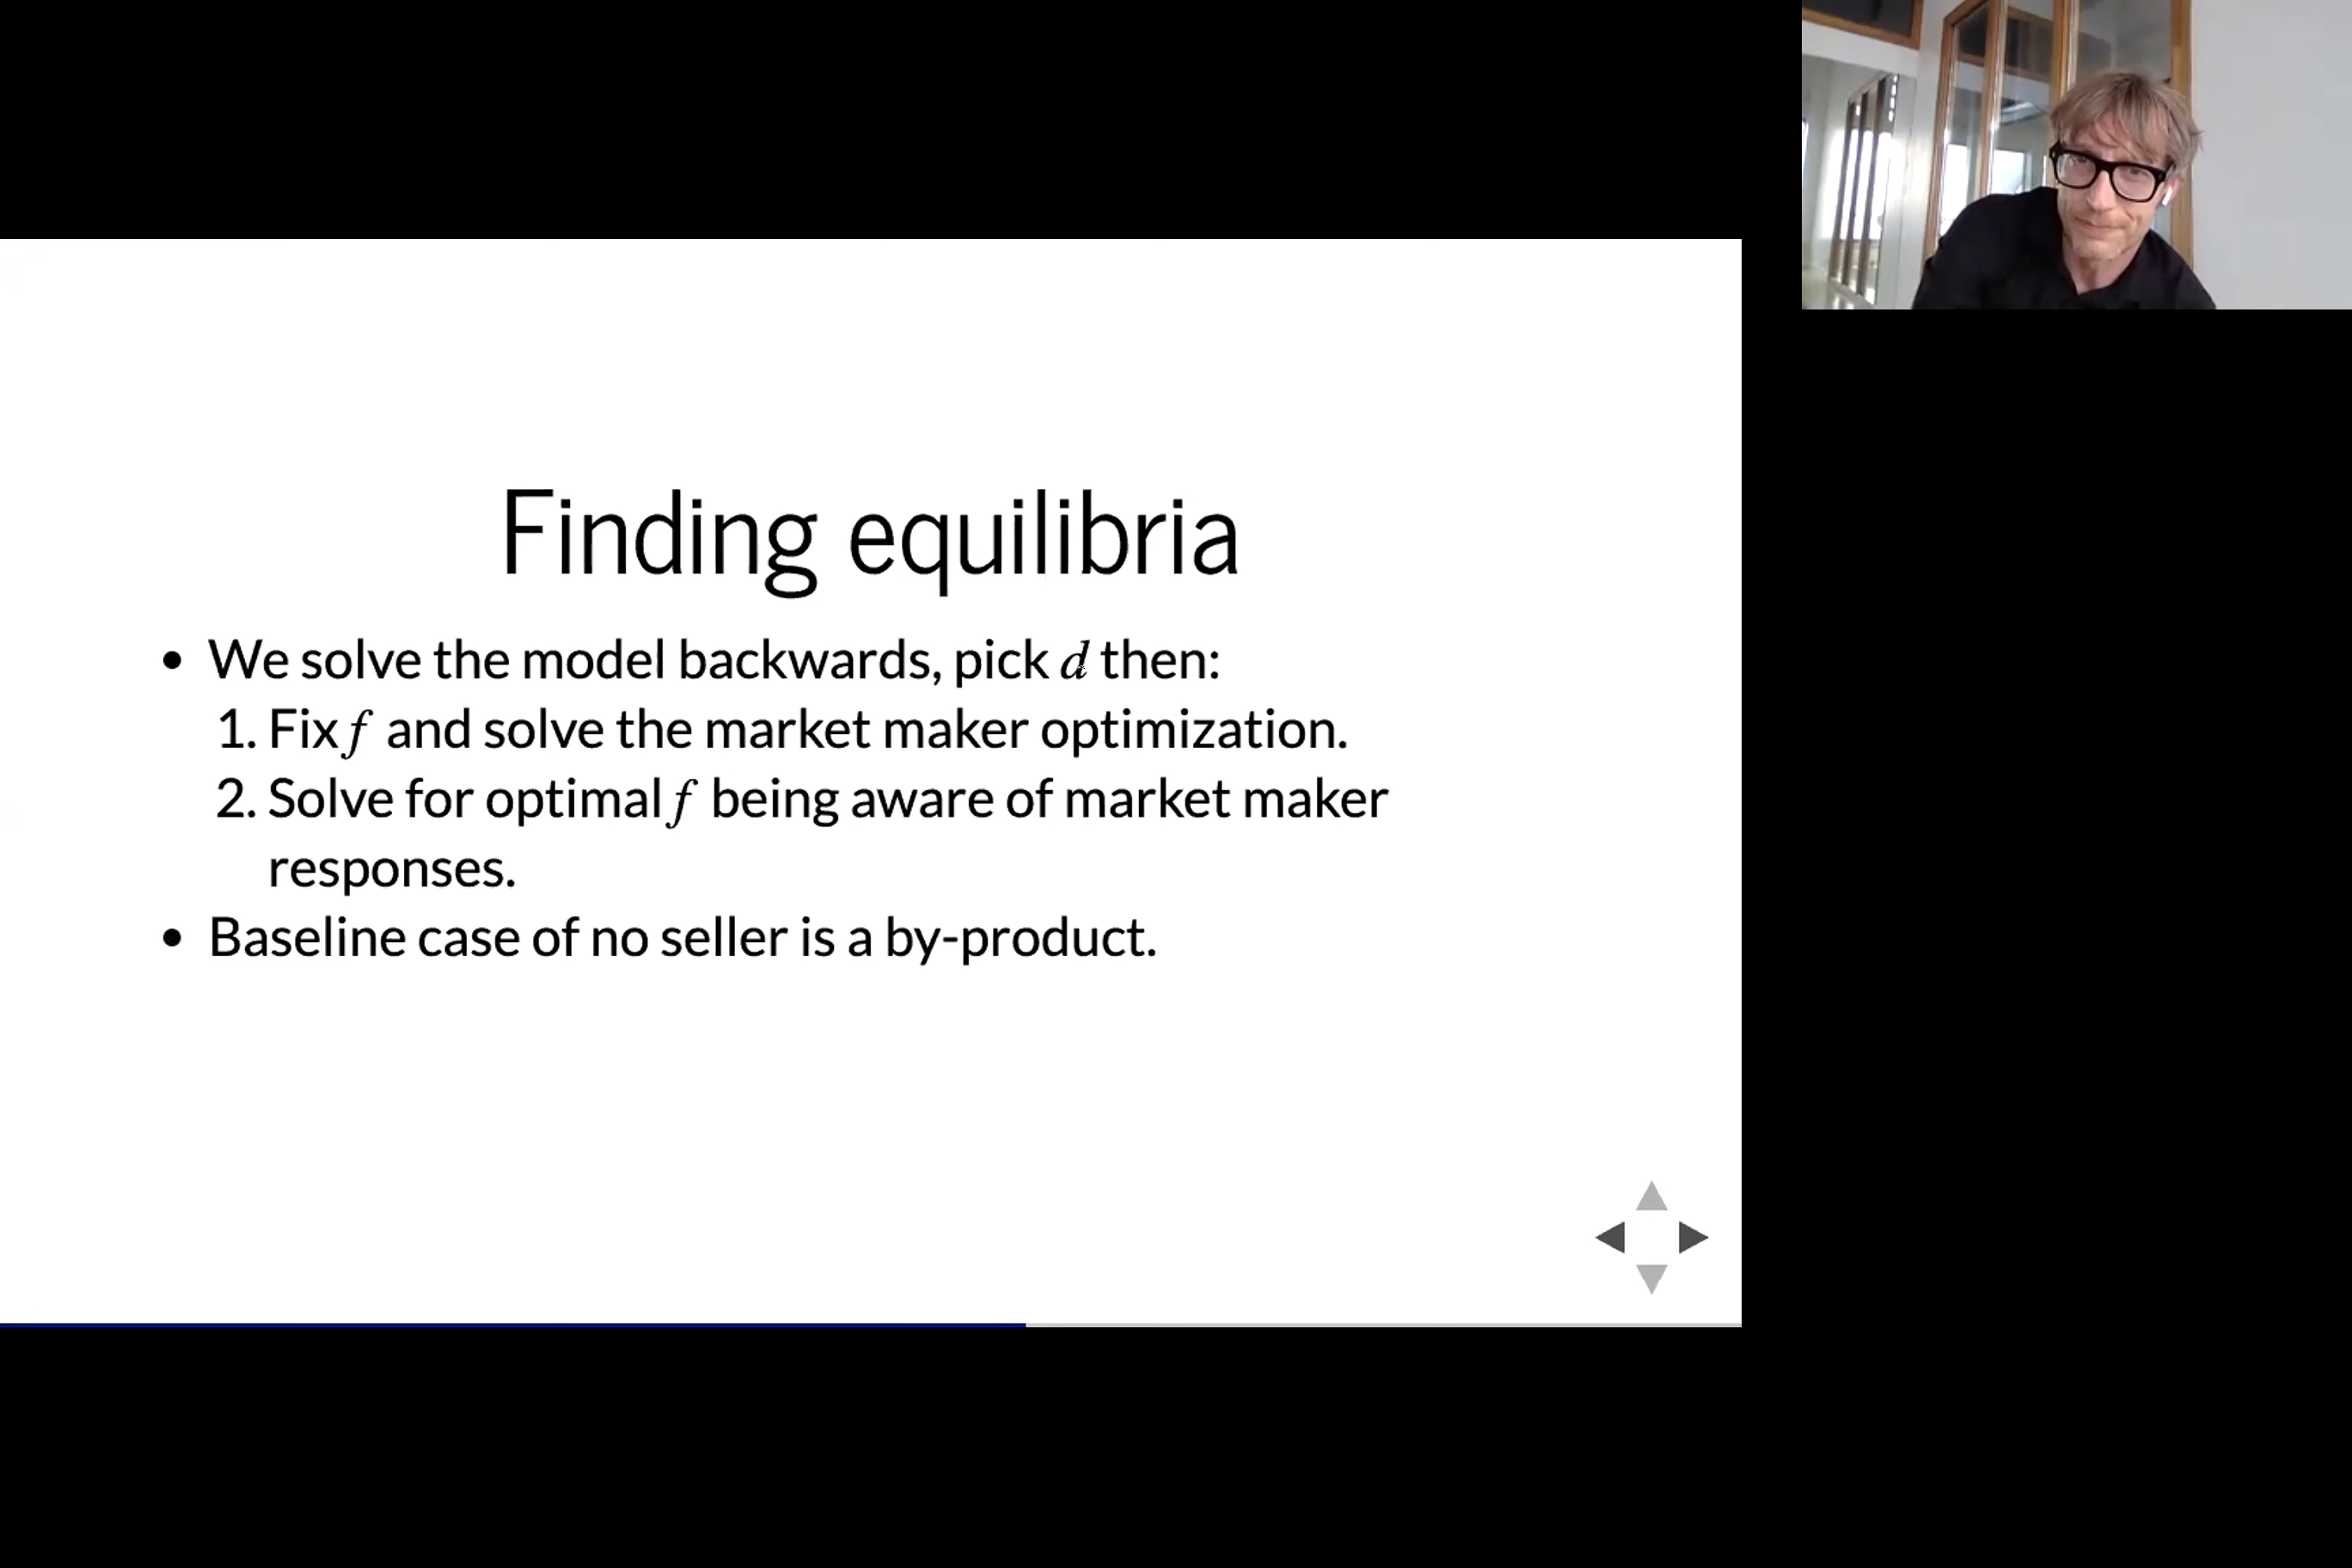 Finding equilibria
• We solve the model backwards, pick d then:
1. Fix f and solve the market maker optimization.
2. Solve for optimal f being aware of market maker
responses.
• Baseline case of no seller is a by-product.